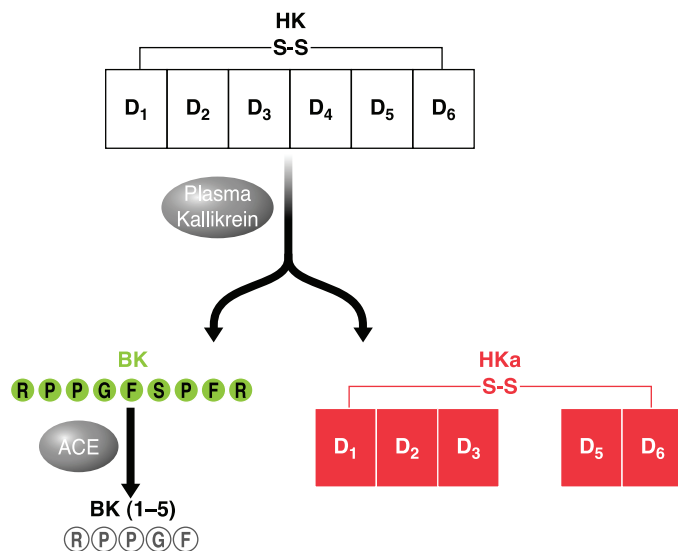 HK
S-S
D₁ D₂ D₃ D₄ D₅ D₆
Plasma
Kallikrein
BK
R P P G F S P F R
ACE
BK (1–5)
R P P G F
HKa
S-S
D₁ D₂ D₃ D₅ D₆